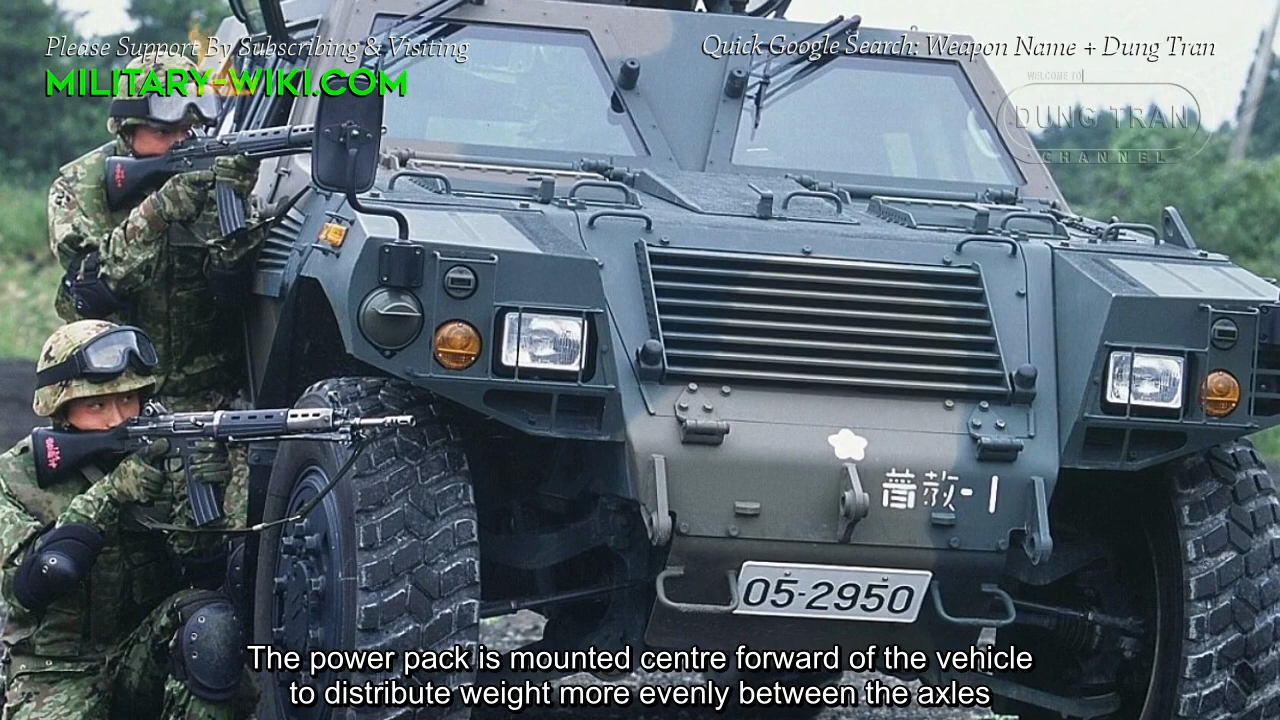 Please Support By Subscribing & Visiting
MILITARY-WIKI.COM
Quick Google Search: Weapon Name + Dung Tran
WELCOME TO
DUNG TRAN
CHANNEL
教-1
05-2950
The power pack is mounted centre forward of the vehicle
to distribute weight more evenly between the axles